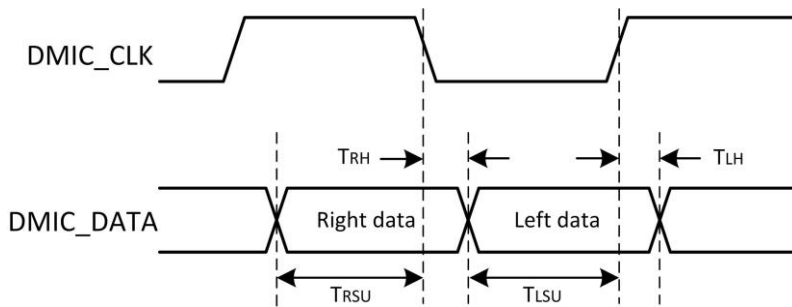 DMIC_CLK
TRH
TLH
DMIC_DATA
Right data
Left data
TRSU
TLSU